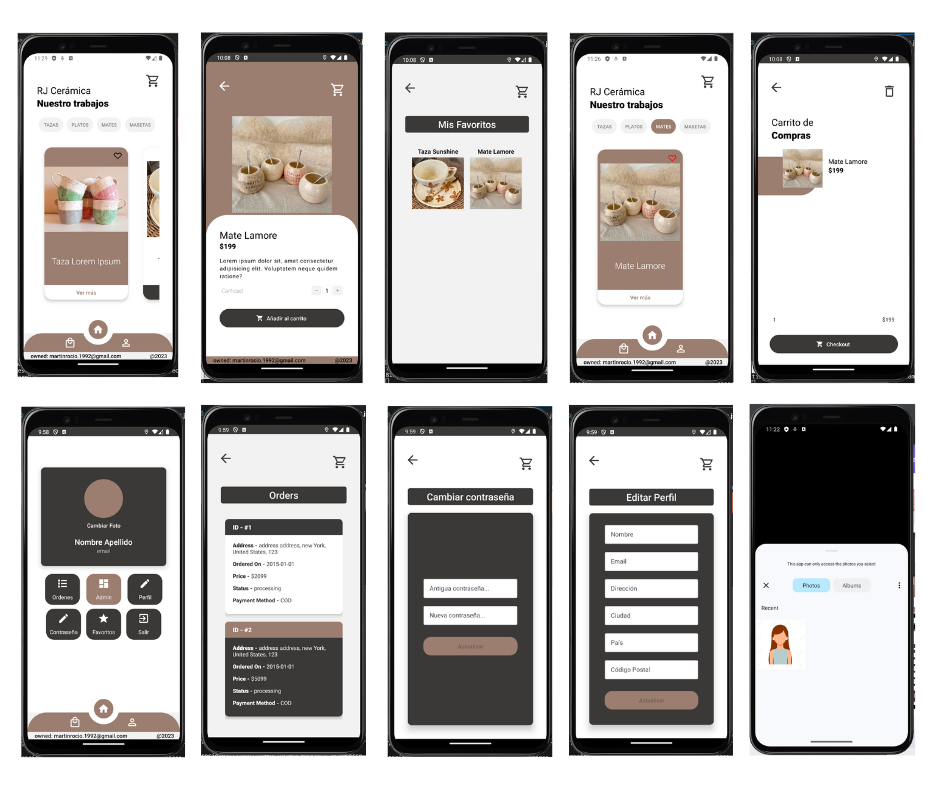 11:29
RJ Cerámica
Nuestro trabajos
TAZAS PLATOS MATES MASETAS
Taza Lorem Ipsum
Ver más
owned: martinrocio.1992@gmail.com @2023
10:08
Mate Lamore
$199
Lorem ipsum dolor sit, amet consectetur
adipisicing elit. Voluptatem neque quidem
ratione?
Cantidad − 1 +
Añadir al carrito
owned: martinrocio.1992@gmail.com @2023
10:08
Mis Favoritos
Taza Sunshine Mate Lamore
11:26
RJ Cerámica
Nuestro trabajos
TAZAS PLATOS MATES MASETAS
Mate Lamore
Ver más
owned: martinrocio.1992@gmail.com @2023
10:08
Carrito de
Compras
Mate Lamore
$199
1 $199
Checkout
9:58
Cambiar Foto
Nombre Apellido
email
Ordenes Admin Perfil
Contraseña Favoritos Salir
owned: martinrocio.1992@gmail.com @2023
9:59
Orders
ID - #1
Address - address address, new York,
United States, 123
Ordered On - 2015-01-01
Price - $2099
Status - processing
Payment Method - COD
ID - #2
Address - address address, new York,
United States, 123
Ordered On - 2015-01-01
Price - $5099
Status - processing
Payment Method - COD
9:59
Cambiar contraseña
Antigua contraseña...
Nueva contraseña...
Actualizar
9:59
Editar Perfil
Nombre
Email
Dirección
Ciudad
País
Código Postal
Actualizar
11:22
This app can only access the photos you select
Photos Albums
Recent